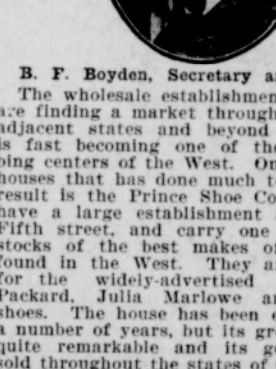 B. F. Boyden, Secretary a
The wholesale establishmen
are finding a market through
adjacent states and beyond
is fast becoming one of the
bing centers of the West. On
houses that has done much t
result is the Prince Shoe Co
have a large establishment
Fifth street, and carry one
stocks of the best makes of
found in the West. They a
for the widely-advertised
Packard, Julia Marlowe a
shoes. The house has been e
a number of years, but its gr
quite remarkable and its g
sold throughout the states of